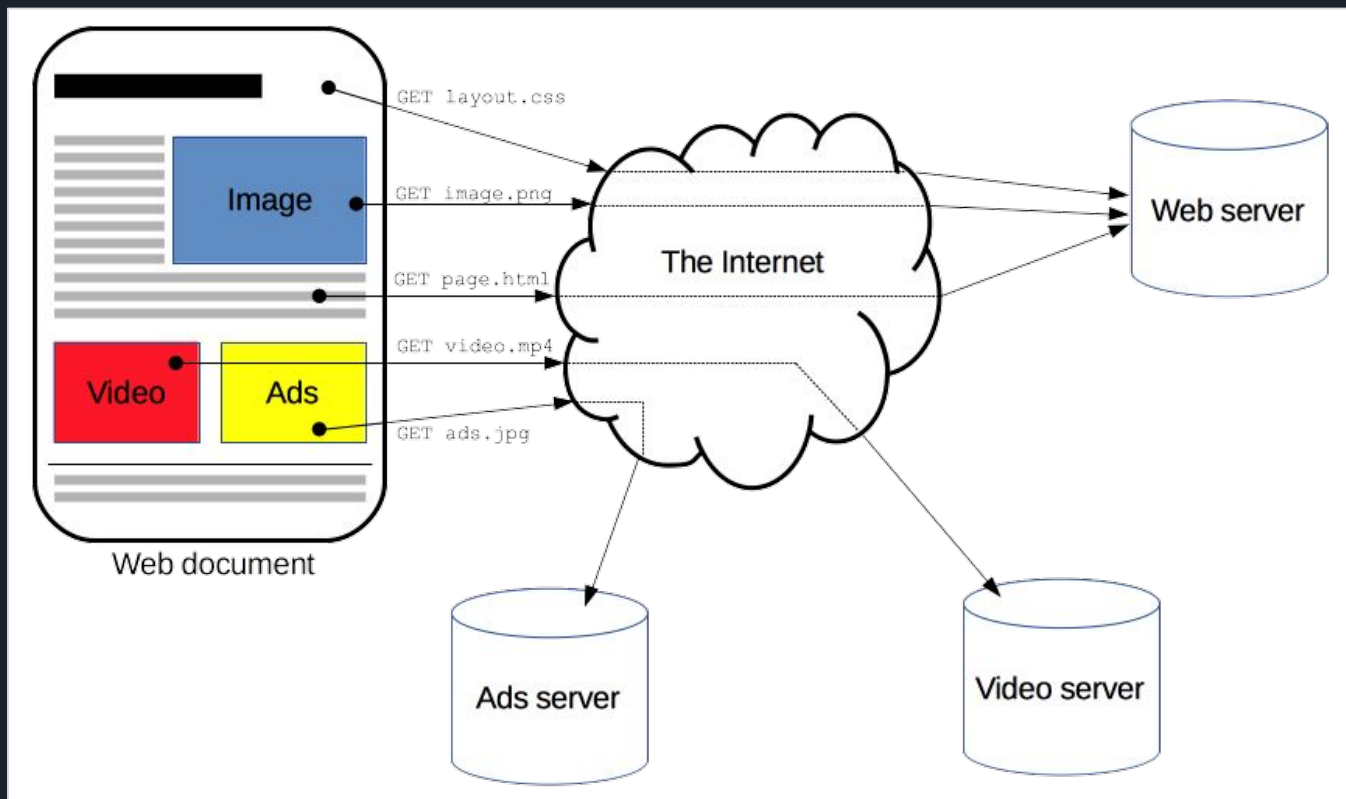 GET layout.css
Image
GET image.png
Web server
The Internet
GET page.html
GET video.mp4
Video
Ads
GET ads.jpg
Web document
Ads server
Video server